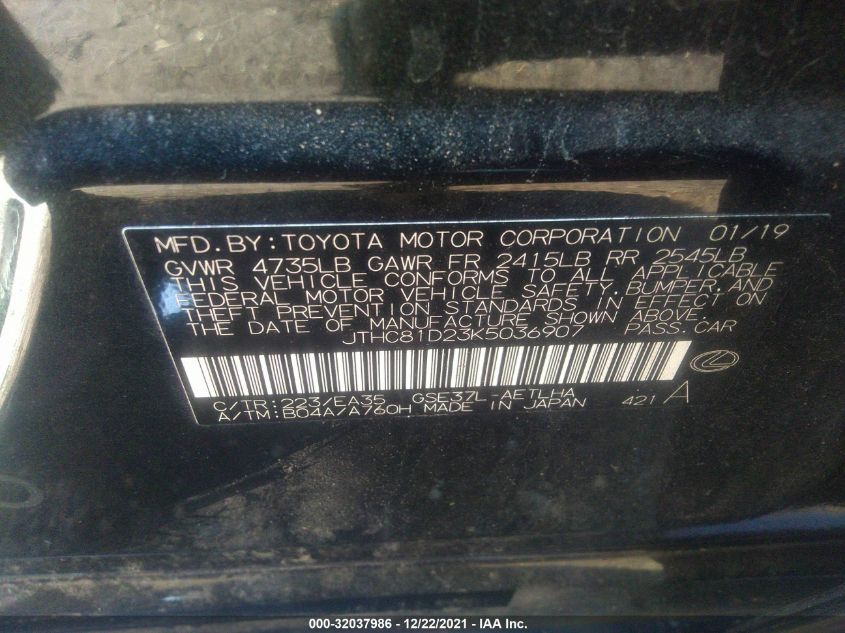 MFD. BY: TOYOTA MOTOR CORPORATION 01/19
GVWR 4735LB GAWR FR 2415LB RR 2545LB
THIS VEHICLE CONFORMS TO ALL APPLICABLE
FEDERAL MOTOR VEHICLE SAFETY, BUMPER, AND
THEFT PREVENTION STANDARDS IN EFFECT ON
THE DATE OF MANUFACTURE SHOWN ABOVE.
JTHC81D23K5036907 PASS. CAR
C/TR: 223/EA35 GSE37L-AETLHA
A/TM: B04A/A760H MADE IN JAPAN 421 A
000-32037986 - 12/22/2021 - IAA Inc.